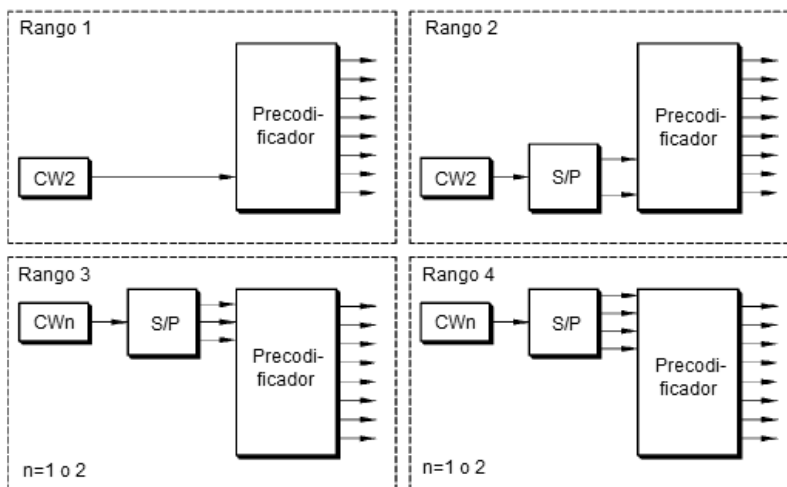 Rango 1
Precodi-
ficador
CW2
Rango 2
Precodi-
ficador
CW2
S/P
Rango 3
CWn
S/P
Precodi-
ficador
n=1 o 2
Rango 4
CWn
S/P
Precodi-
ficador
n=1 o 2